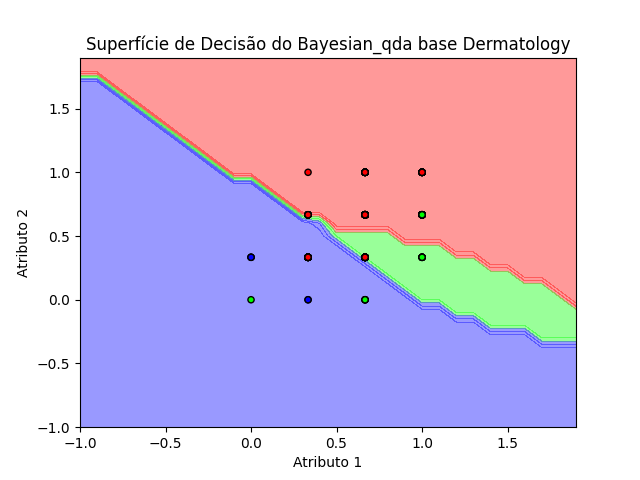 Superfície de Decisão do Bayesian_qda base Dermatology
1.5
1.0
0.5
0.0
−0.5
−1.0
Atributo 2
−1.0 −0.5 0.0 0.5 1.0 1.5
Atributo 1